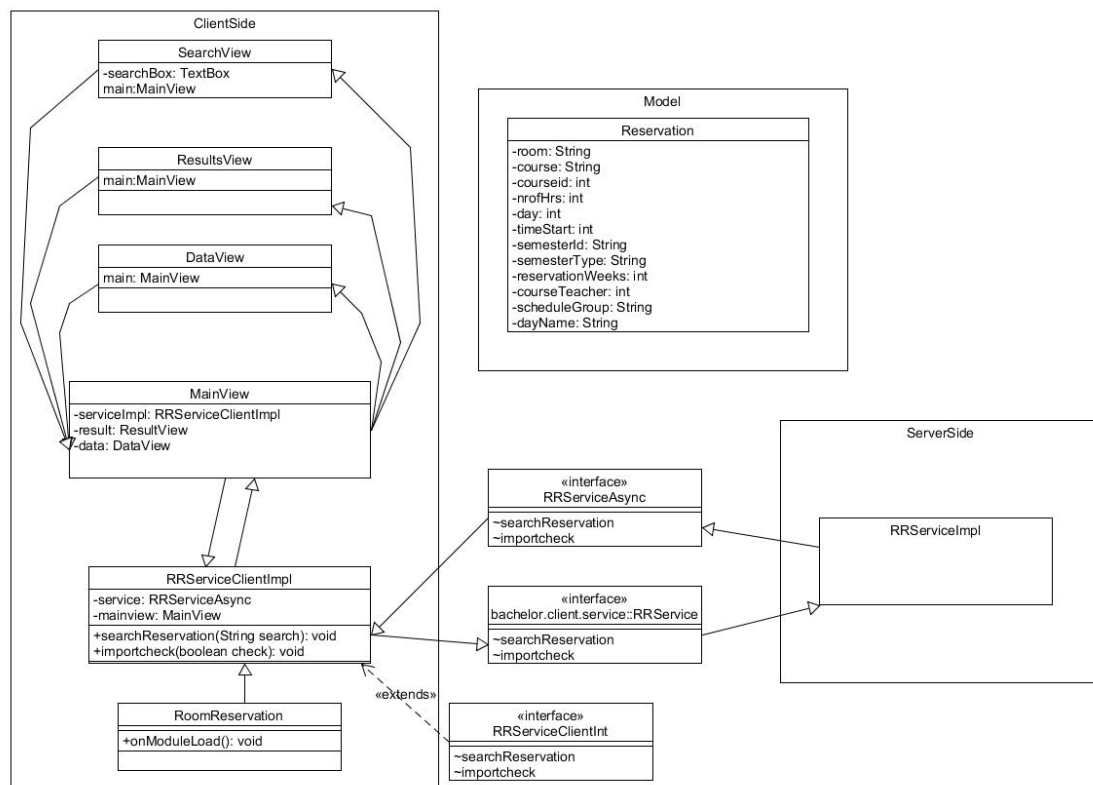 ClientSide
SearchView
-searchBox: TextBox
main:MainView
ResultsView
main:MainView
DataView
main: MainView
MainView
-serviceImpl: RRServiceClientImpl
-result: ResultView
-data: DataView
RRServiceClientImpl
-service: RRServiceAsync
-mainview: MainView
+searchReservation(String search): void
+importcheck(boolean check): void
RoomReservation
+onModuleLoad(): void
Model
Reservation
-room: String
-course: String
-courseid: int
-nrofHrs: int
-day: int
-timeStart: int
-semesterId: String
-semesterType: String
-reservationWeeks: int
-courseTeacher: int
-scheduleGroup: String
-dayName: String
«interface»
RRServiceAsync
~searchReservation
~importcheck
«interface»
bachelor.client.service::RRService
~searchReservation
~importcheck
«extends»
«interface»
RRServiceClientInt
~searchReservation
~importcheck
ServerSide
RRServiceImpl